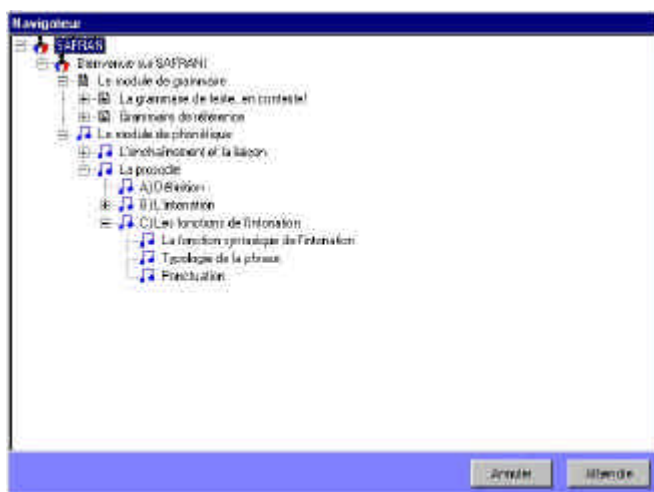 Navigateur
SAFRAN
Bienvenue sur SAFRAN!
Le module de grammaire
La grammaire de texte, en contexte!
Grammaire de référence
Le module de phonétique
L'enchaînement et la liaison
La prosodie
A) Définition
B) L'intonation
C) Les fonctions de l'intonation
La fonction syntaxique de l'intonation
Typologie de la phrase
Ponctuation
Annuler
Atteindre